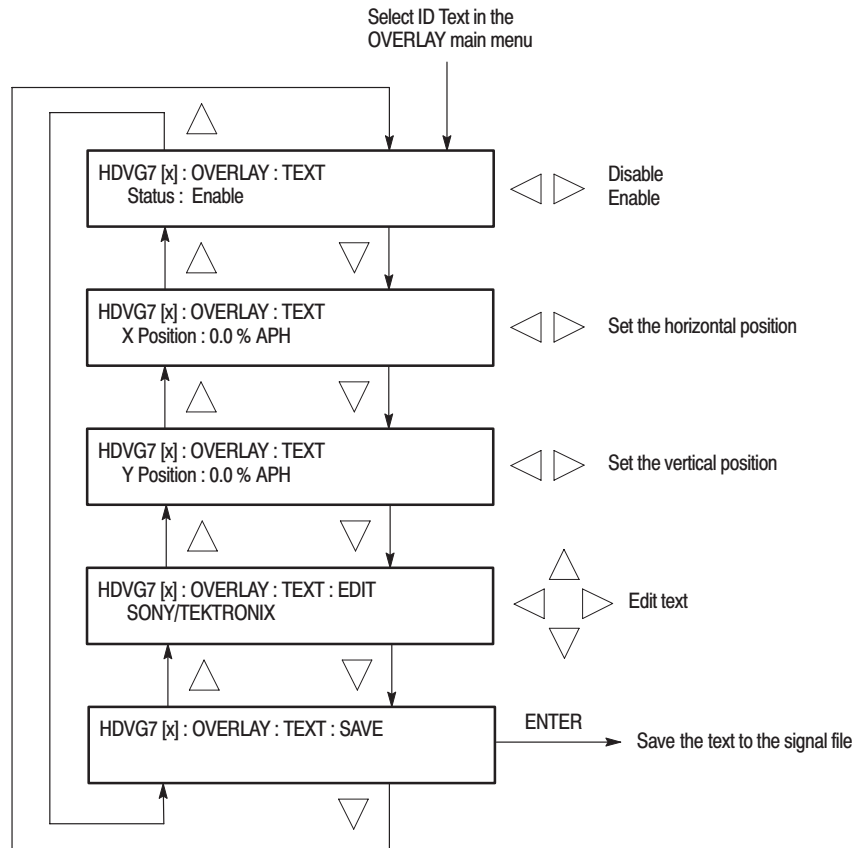 Select ID Text in the
OVERLAY main menu
HDVG7 [x] : OVERLAY : TEXT
Status : Enable
Disable
Enable
HDVG7 [x] : OVERLAY : TEXT
X Position : 0.0 % APH
Set the horizontal position
HDVG7 [x] : OVERLAY : TEXT
Y Position : 0.0 % APH
Set the vertical position
HDVG7 [x] : OVERLAY : TEXT : EDIT
SONY/TEKTRONIX
Edit text
HDVG7 [x] : OVERLAY : TEXT : SAVE
ENTER
Save the text to the signal file